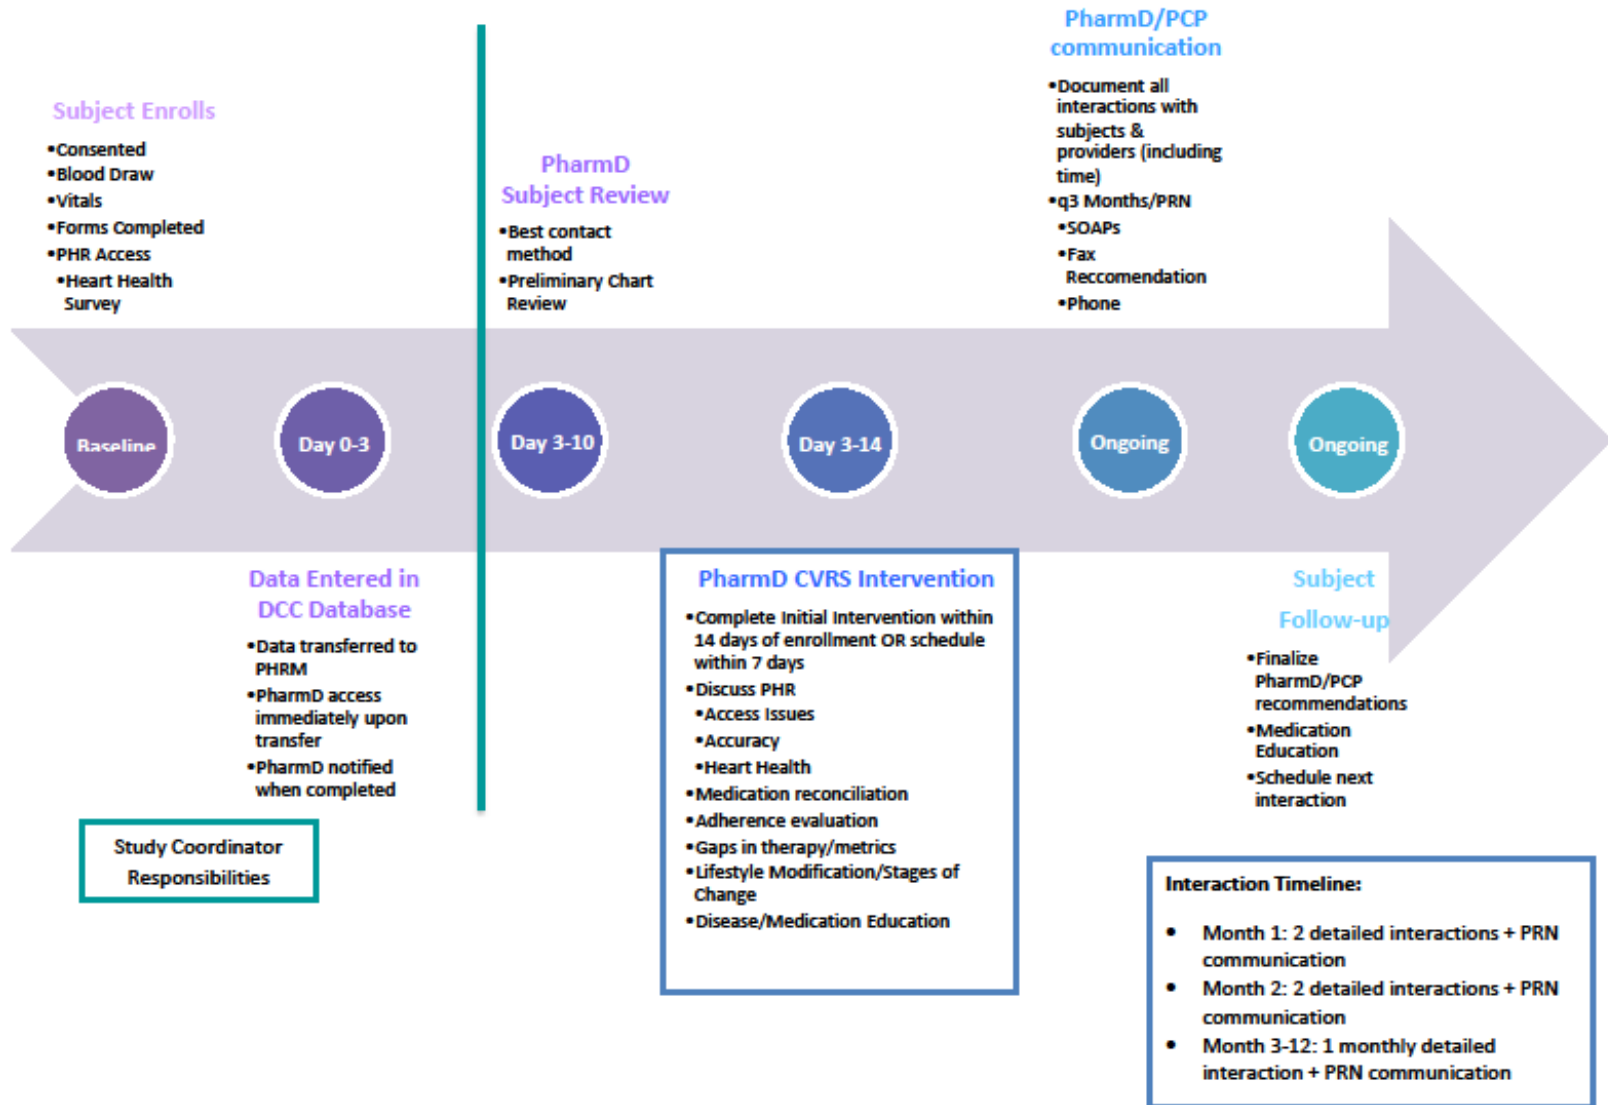 Subject Enrolls
•Consented
•Blood Draw
•Vitals
•Forms Completed
•PHR Access
•Heart Health
Survey
PharmD
Subject Review
•Best contact
method
•Preliminary Chart
Review
PharmD/PCP
communication
•Document all
interactions with
subjects &
providers (including
time)
•q3 Months/PRN
•SOAPs
•Fax
Reccomendation
•Phone
Baseline
Day 0-3
Day 3-10
Day 3-14
Ongoing
Ongoing
Data Entered in
DCC Database
•Data transferred to
PHRM
•PharmD access
immediately upon
transfer
•PharmD notified
when completed
Study Coordinator
Responsibilities
PharmD CVRS Intervention
•Complete Initial Intervention within
14 days of enrollment OR schedule
within 7 days
•Discuss PHR
•Access Issues
•Accuracy
•Heart Health
•Medication reconciliation
•Adherence evaluation
•Gaps in therapy/metrics
•Lifestyle Modification/Stages of
Change
•Disease/Medication Education
Subject
Follow-up
•Finalize
PharmD/PCP
recommendations
•Medication
Education
•Schedule next
interaction
Interaction Timeline:
• Month 1: 2 detailed interactions + PRN
communication
• Month 2: 2 detailed interactions + PRN
communication
• Month 3-12: 1 monthly detailed
interaction + PRN communication